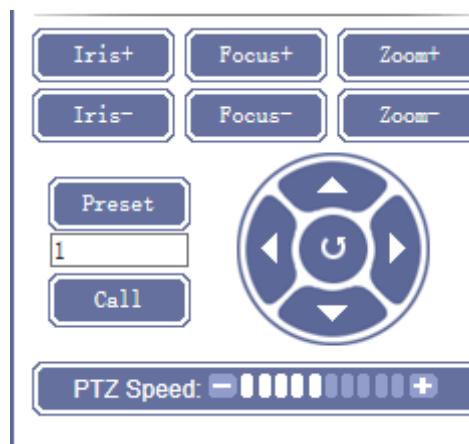 Iris+ Focus+ Zoom+
Iris- Focus- Zoom-
Preset
1
Call
PTZ Speed: